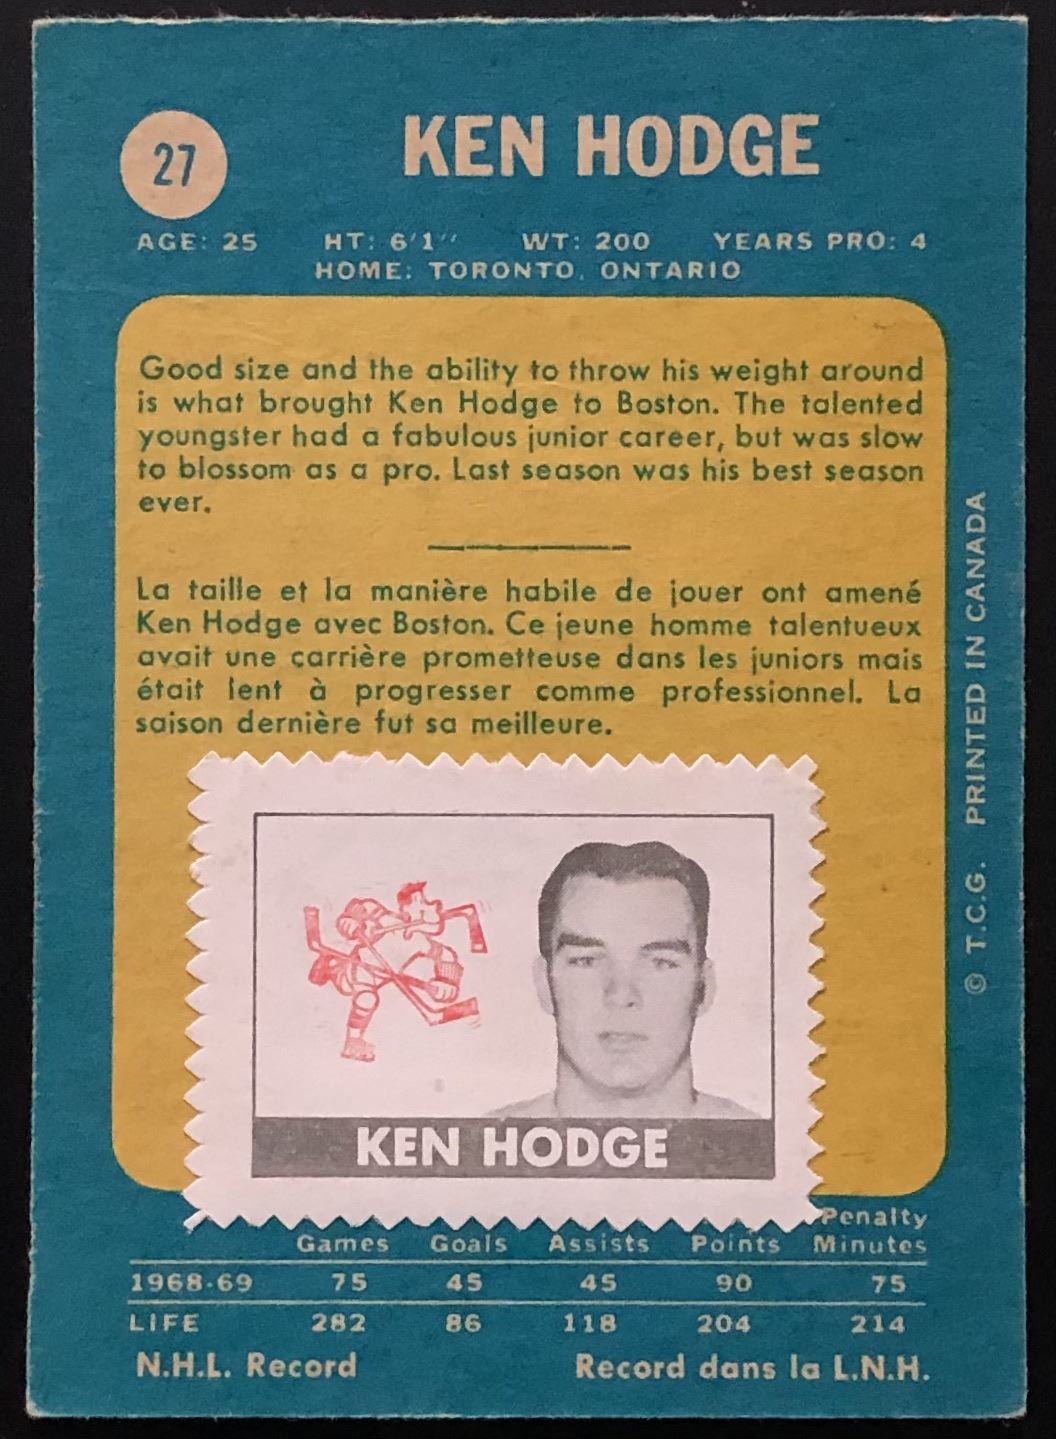 27
KEN HODGE
AGE: 25 HT: 6'1" WT: 200 YEARS PRO: 4
HOME: TORONTO, ONTARIO
Good size and the ability to throw his weight around
is what brought Ken Hodge to Boston. The talented
youngster had a fabulous junior career, but was slow
to blossom as a pro. Last season was his best season
ever.
La taille et la manière habile de jouer ont amené
Ken Hodge avec Boston. Ce jeune homme talentueux
avait une carrière prometteuse dans les juniors mais
était lent à progresser comme professionnel. La
saison dernière fut sa meilleure.
© T.C.G. PRINTED IN CANADA
KEN HODGE
Games Goals Assists Points Penalty Minutes
1968-69 75 45 45 90 75
LIFE 282 86 118 204 214
N.H.L. Record Record dans la L.N.H.